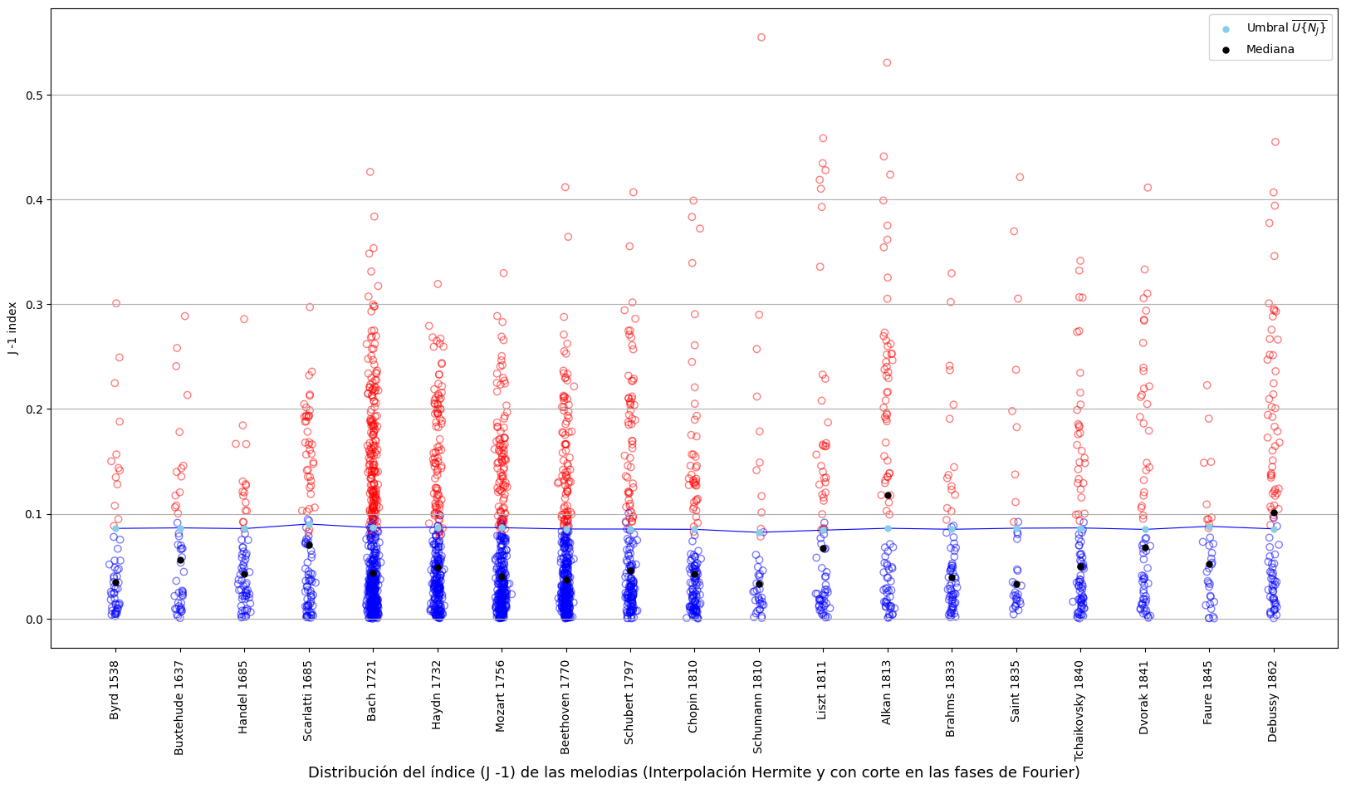 Umbral U{N_J}
Mediana
J -1 index
0.5
0.4
0.3
0.2
0.1
0.0
Byrd 1538
Buxtehude 1637
Handel 1685
Scarlatti 1685
Bach 1721
Haydn 1732
Mozart 1756
Beethoven 1770
Schubert 1797
Chopin 1810
Schumann 1810
Liszt 1811
Alkan 1813
Brahms 1833
Saint 1835
Tchaikovsky 1840
Dvorak 1841
Faure 1845
Debussy 1862
Distribución del índice (J -1) de las melodias (Interpolación Hermite y con corte en las fases de Fourier)